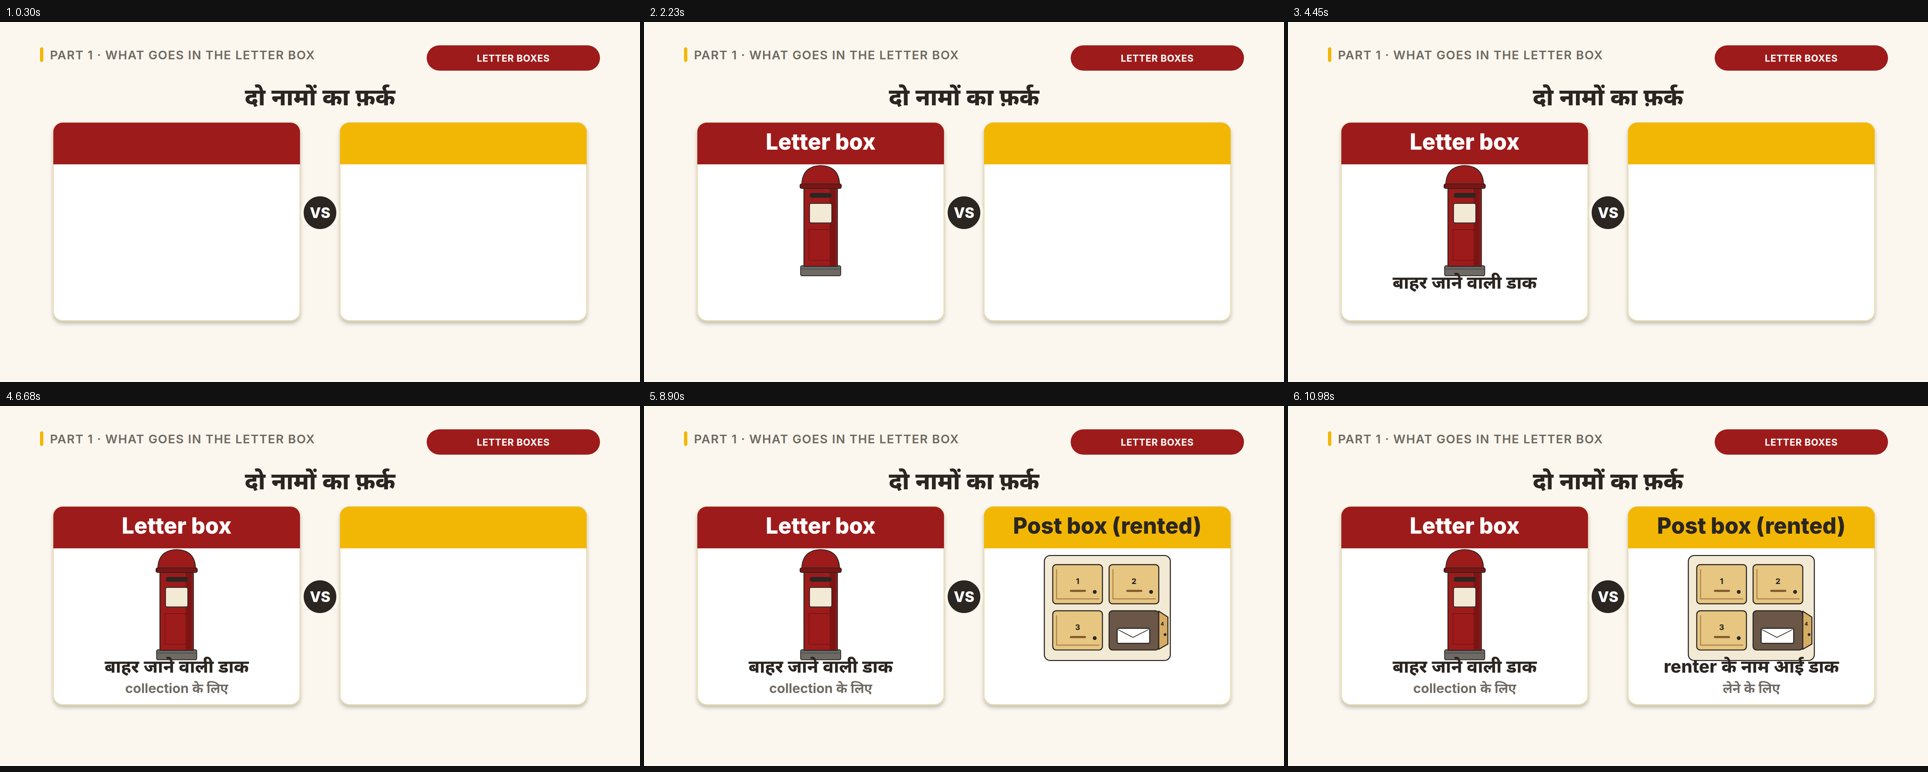 1. 0.30s
PART 1 · WHAT GOES IN THE LETTER BOX
LETTER BOXES
दो नामों का फ़र्क
VS
2. 2.23s
PART 1 · WHAT GOES IN THE LETTER BOX
LETTER BOXES
दो नामों का फ़र्क
Letter box
VS
3. 4.45s
PART 1 · WHAT GOES IN THE LETTER BOX
LETTER BOXES
दो नामों का फ़र्क
Letter box
VS
बाहर जाने वाली डाक
4. 6.68s
PART 1 · WHAT GOES IN THE LETTER BOX
LETTER BOXES
दो नामों का फ़र्क
Letter box
VS
बाहर जाने वाली डाक
collection के लिए
5. 8.90s
PART 1 · WHAT GOES IN THE LETTER BOX
LETTER BOXES
दो नामों का फ़र्क
Letter box
बाहर जाने वाली डाक
collection के लिए
VS
Post box (rented)
1 2
3 4
6. 10.98s
PART 1 · WHAT GOES IN THE LETTER BOX
LETTER BOXES
दो नामों का फ़र्क
Letter box
बाहर जाने वाली डाक
collection के लिए
VS
Post box (rented)
1 2
3 4
renter के नाम आई डाक
लेने के लिए